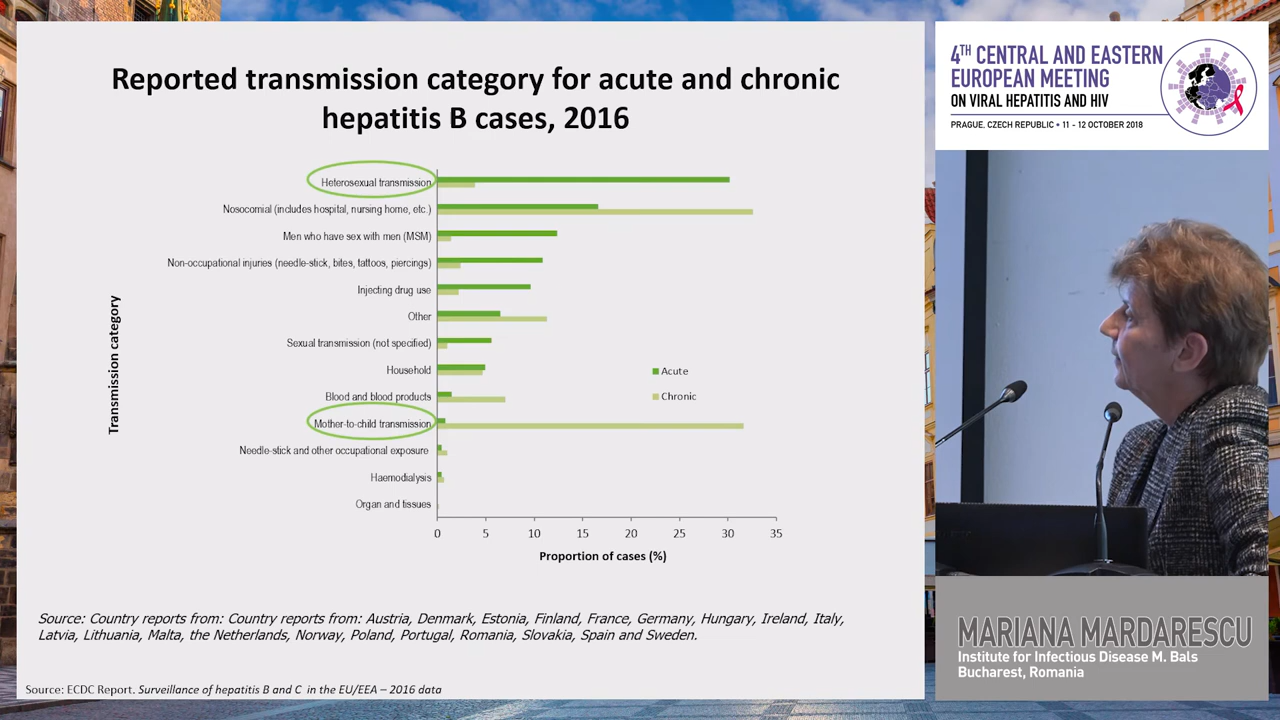 Reported transmission category for acute and chronic
hepatitis B cases, 2016
Transmission category
Heterosexual transmission
Nosocomial (includes hospital, nursing home, etc.)
Men who have sex with men (MSM)
Non-occupational injuries (needle-stick, bites, tattoos, piercings)
Injecting drug use
Other
Sexual transmission (not specified)
Household
Blood and blood products
Mother-to-child transmission
Needle-stick and other occupational exposure
Haemodialysis
Organ and tissues
Acute
Chronic
0 5 10 15 20 25 30 35
Proportion of cases (%)
Source: Country reports from: Country reports from: Austria, Denmark, Estonia, Finland, France, Germany, Hungary, Ireland, Italy,
Latvia, Lithuania, Malta, the Netherlands, Norway, Poland, Portugal, Romania, Slovakia, Spain and Sweden.
Source: ECDC Report. Surveillance of hepatitis B and C in the EU/EEA – 2016 data
4TH CENTRAL AND EASTERN
EUROPEAN MEETING
ON VIRAL HEPATITIS AND HIV
PRAGUE, CZECH REPUBLIC • 11 - 12 OCTOBER 2018
MARIANA MARDARESCU
Institute for Infectious Disease M. Bals
Bucharest, Romania